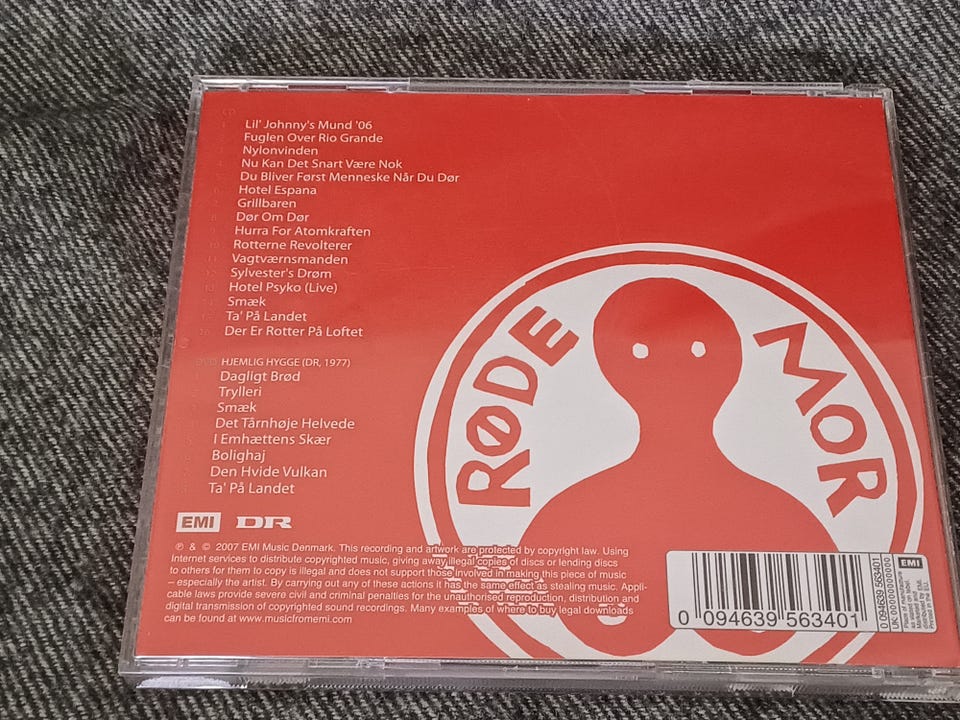 Lil' Johnny's Mund '06
Fuglen Over Rio Grande
Nylonvinden
Nu Kan Det Snart Være Nok
Du Bliver Først Menneske Når Du Dør
Hotel Espana
Grillbaren
Dør Om Dør
Hurra For Atomkraften
Rotterne Revolterer
Vagtværnsmanden
Sylvester's Drøm
Hotel Psyko (Live)
Smæk
Ta' På Landet
Der Er Rotter På Loftet
DVD HJEMLIG HYGGE (DR, 1977)
Dagligt Brød
Trylleri
Smæk
Det Tårnhøje Helvede
I Emhættens Skær
Bolighaj
Den Hvide Vulkan
Ta' På Landet
RØDE MOR
EMI DR
℗ & © 2007 EMI Music Denmark. This recording and artwork are protected by copyright law. Using
Internet services to distribute copyrighted music, giving away illegal copies of discs or lending discs
to others for them to copy is illegal and does not support those involved in making this piece of music
– especially the artist. By carrying out any of these actions it has the same effect as stealing music. Appli-
cable laws provide severe civil and criminal penalties for the unauthorised reproduction, distribution and
digital transmission of copyrighted sound recordings. Many examples of where to buy legal downloads
can be found at www.musicfromemi.com
0 094639 563401
EMI